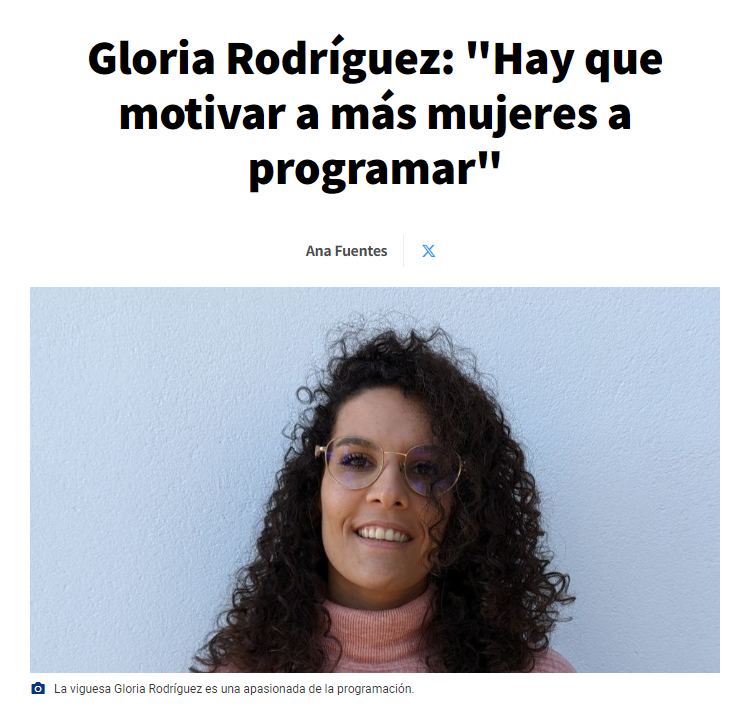 Gloria Rodríguez: "Hay que
motivar a más mujeres a
programar"
Ana Fuentes
La viguesa Gloria Rodríguez es una apasionada de la programación.